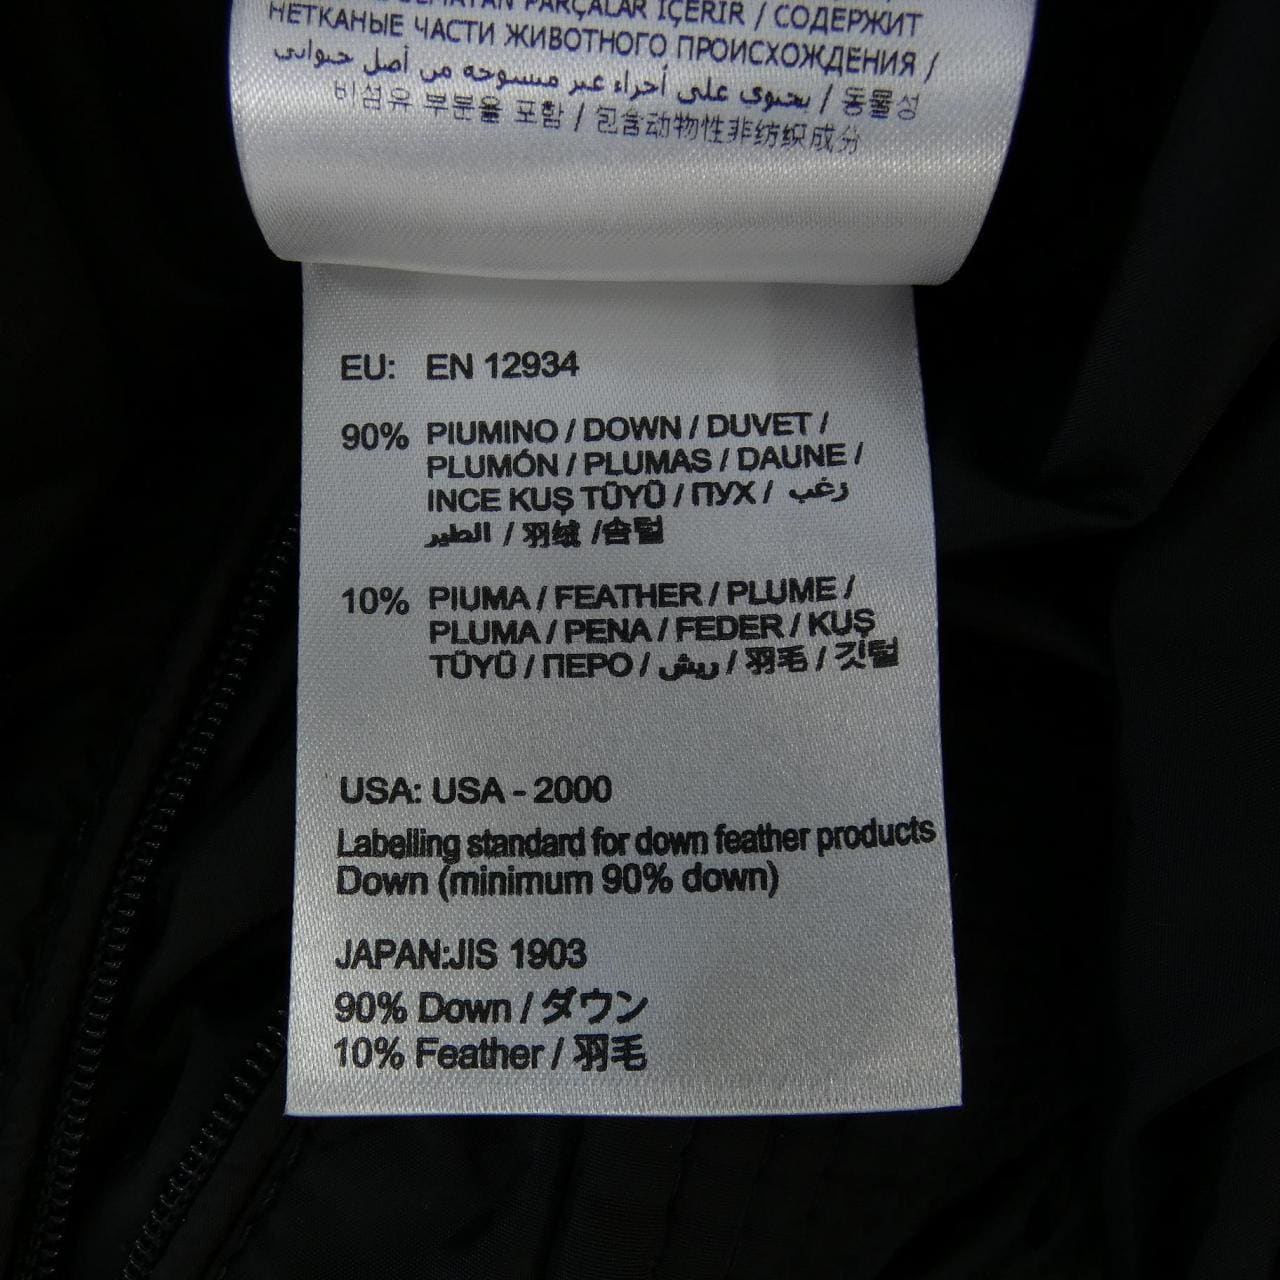 PARÇALAR İÇERİR / СОДЕРЖИТ
НЕТКАНЫЕ ЧАСТИ ЖИВОТНОГО ПРОИСХОЖДЕНИЯ /
يحتوي على أجزاء غير منسوجة من أصل حيواني / 동물성
비섬유 부분을 포함 / 包含动物性非纺织成分
EU: EN 12934
90% PIUMINO / DOWN / DUVET /
PLUMÓN / PLUMAS / DAUNE /
INCE KUŞ TÜYÜ / ПУХ / رغب
الطير / 羽绒 /솜털
10% PIUMA / FEATHER / PLUME /
PLUMA / PENA / FEDER / KUŞ
TÜYÜ / ПЕРО / ريش / 羽毛 / 깃털
USA: USA - 2000
Labelling standard for down feather products
Down (minimum 90% down)
JAPAN:JIS 1903
90% Down / ダウン
10% Feather / 羽毛